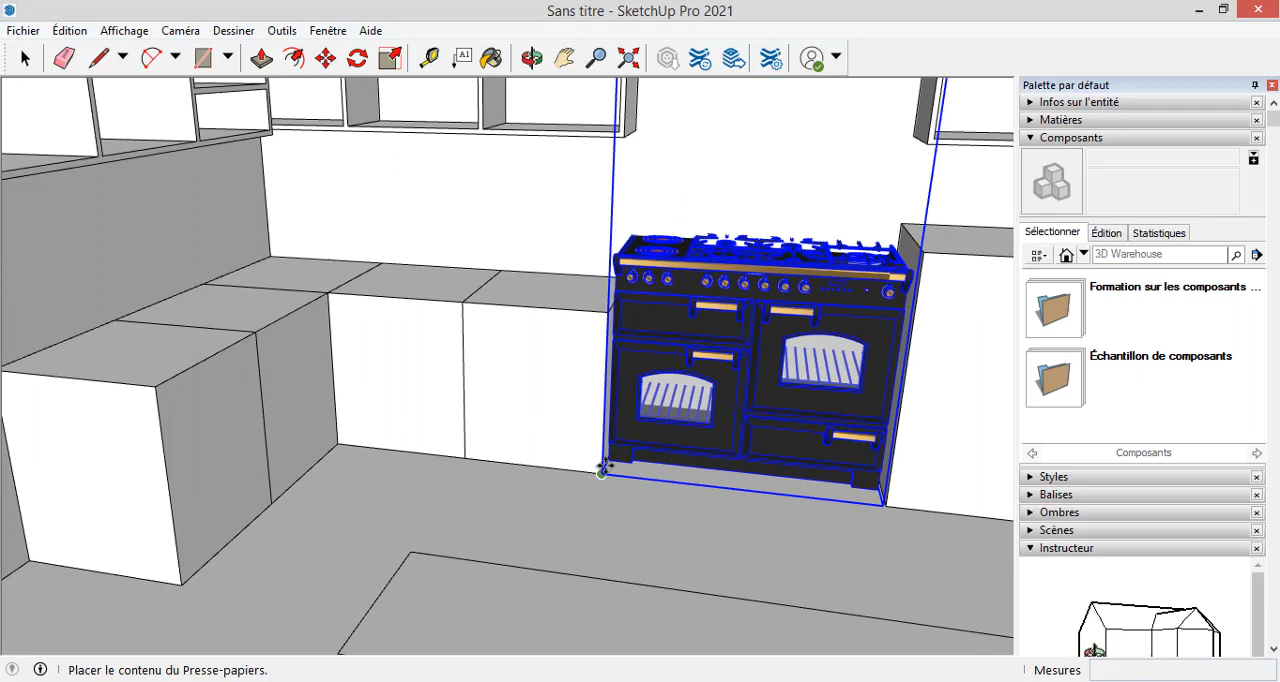 Sans titre - SketchUp Pro 2021
Fichier Édition Affichage Caméra Dessiner Outils Fenêtre Aide
A1
Palette par défaut
Infos sur l'entité
Matières
Composants
Sélectionner Édition Statistiques
3D Warehouse
Formation sur les composants ...
Échantillon de composants
Composants
Styles
Balises
Ombres
Scènes
Instructeur
Placer le contenu du Presse-papiers.
Mesures